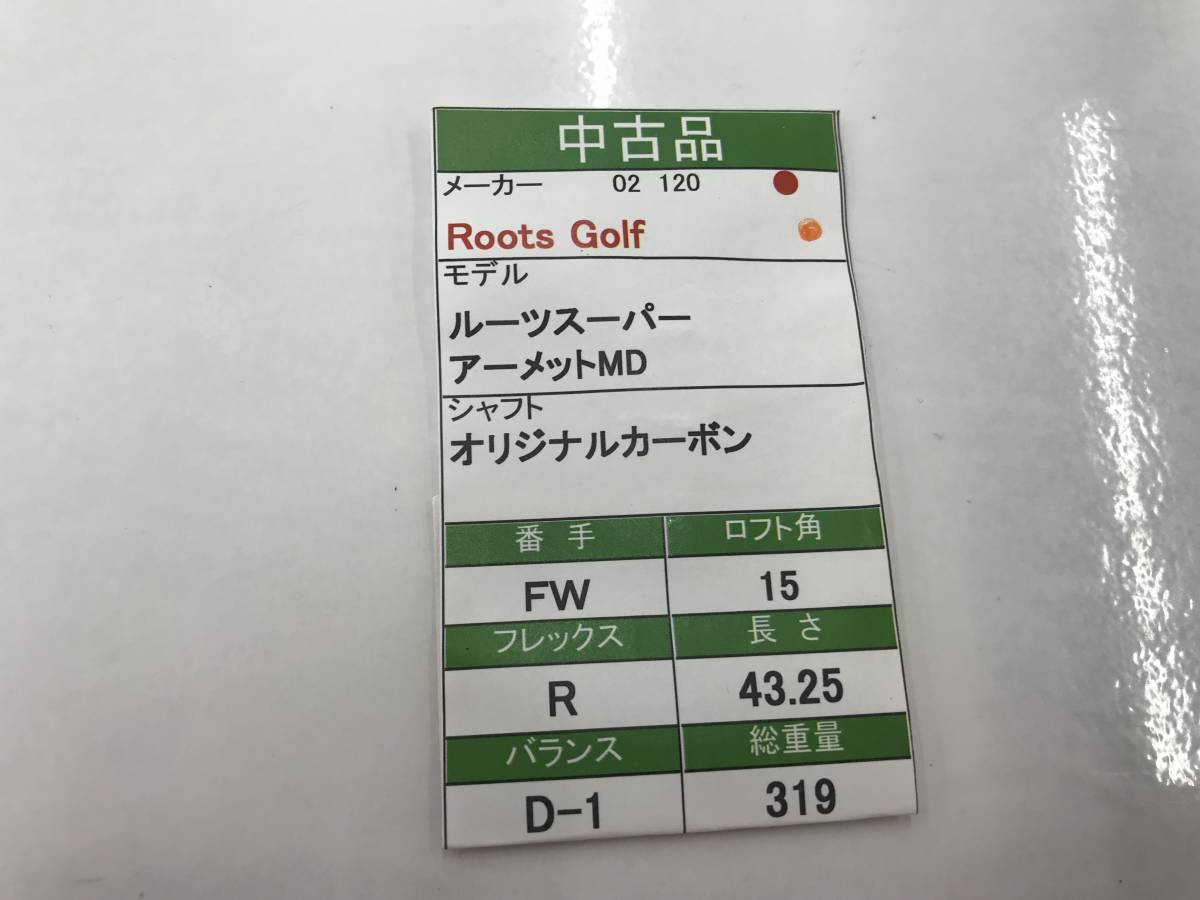 中古品
メーカー 02 120
Roots Golf
モデル
ルーツスーパー
アーメットMD
シャフト
オリジナルカーボン
番 手 ロフト角
FW 15
フレックス 長 さ
R 43.25
バランス 総重量
D-1 319